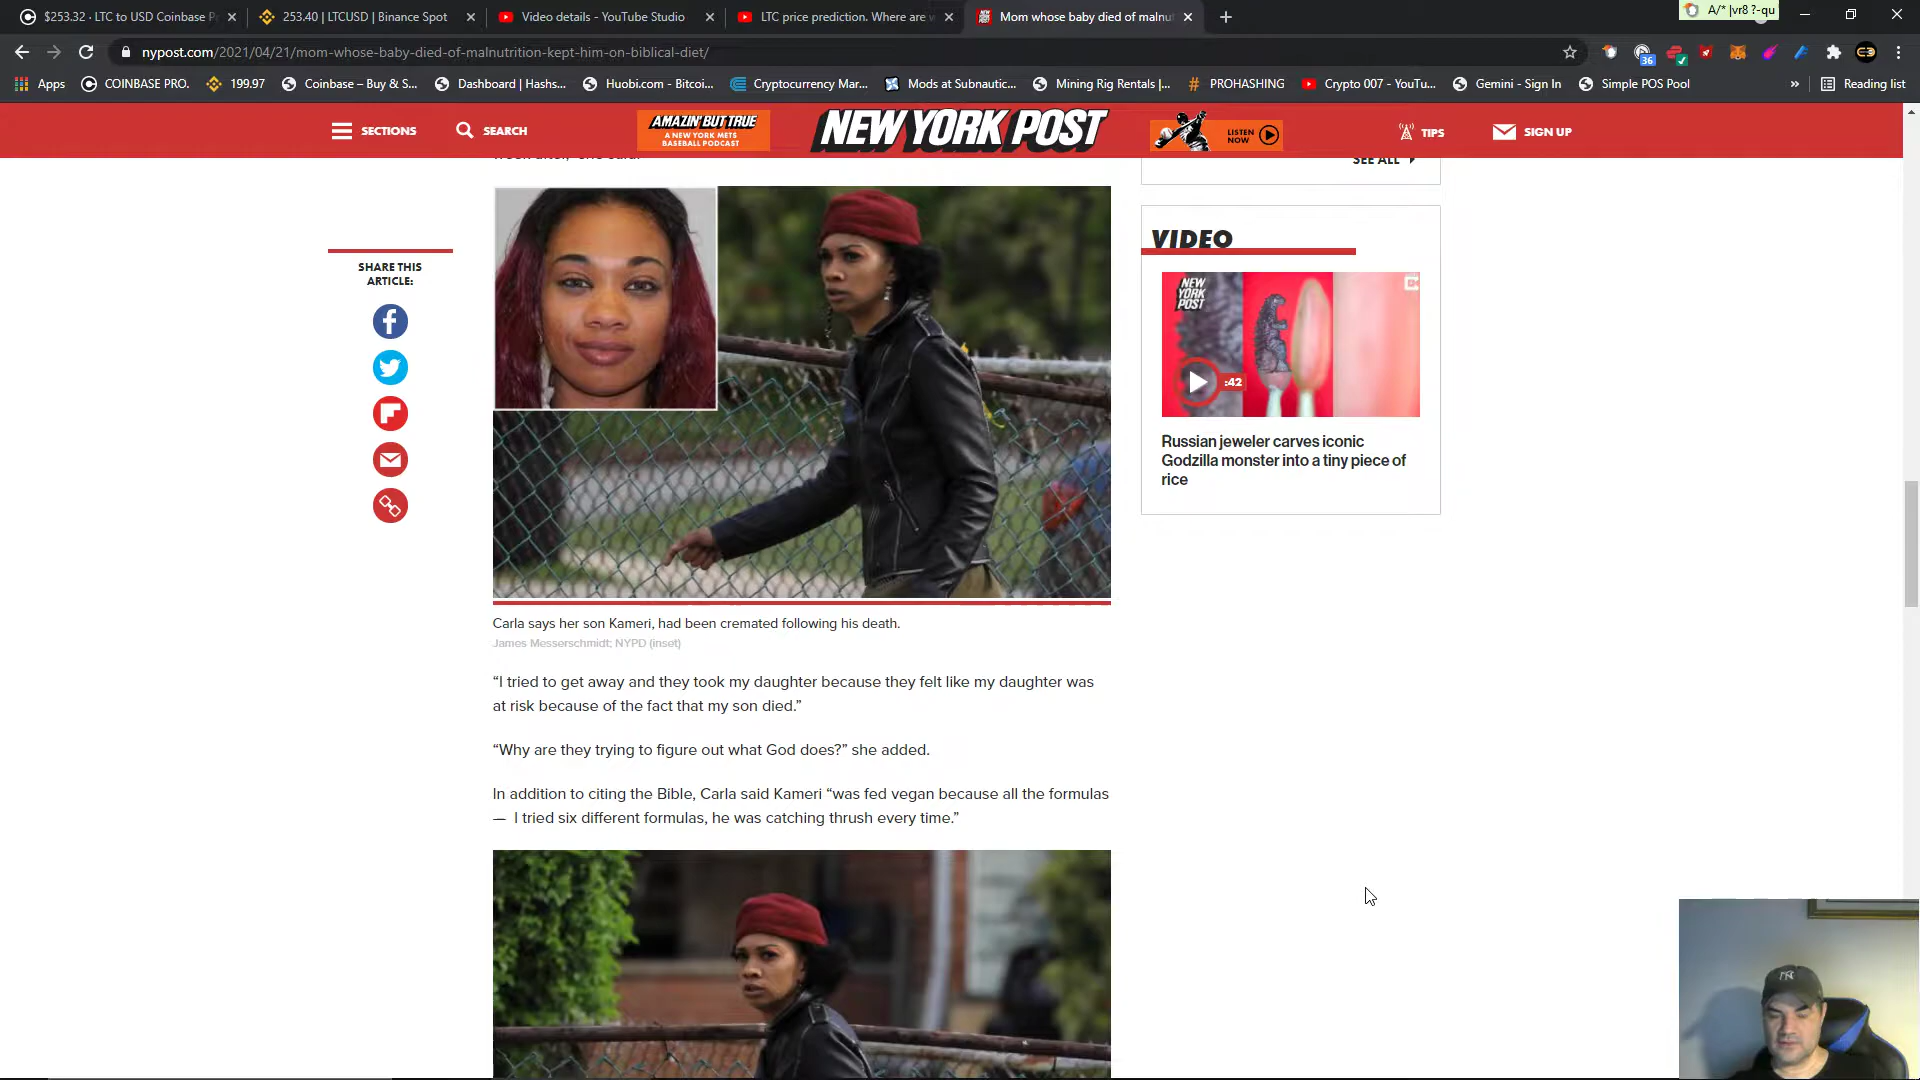 $253.32 · LTC to USD Coinbase P
253.40 | LTCUSD | Binance Spot
Video details - YouTube Studio
LTC price prediction. Where are w
Mom whose baby died of malnut
A/* |vr8 ?-qu
nypost.com/2021/04/21/mom-whose-baby-died-of-malnutrition-kept-him-on-biblical-diet/
36
Apps
COINBASE PRO.
199.97
Coinbase – Buy & S...
Dashboard | Hashs...
Huobi.com - Bitcoi...
Cryptocurrency Mar...
Mods at Subnautic...
Mining Rig Rentals |...
PROHASHING
Crypto 007 - YouTu...
Gemini - Sign In
Simple POS Pool
»
Reading list
SECTIONS
SEARCH
AMAZIN' BUT TRUE
A NEW YORK METS
BASEBALL PODCAST
NEW YORK POST
LISTEN
NOW
TIPS
SIGN UP
SEE ALL
SHARE THIS
ARTICLE:
VIDEO
NEW
YORK
POST
:42
Russian jeweler carves iconic
Godzilla monster into a tiny piece of
rice
Carla says her son Kameri, had been cremated following his death.
James Messerschmidt; NYPD (inset)
“I tried to get away and they took my daughter because they felt like my daughter was
at risk because of the fact that my son died.”
“Why are they trying to figure out what God does?” she added.
In addition to citing the Bible, Carla said Kameri “was fed vegan because all the formulas
— I tried six different formulas, he was catching thrush every time.”